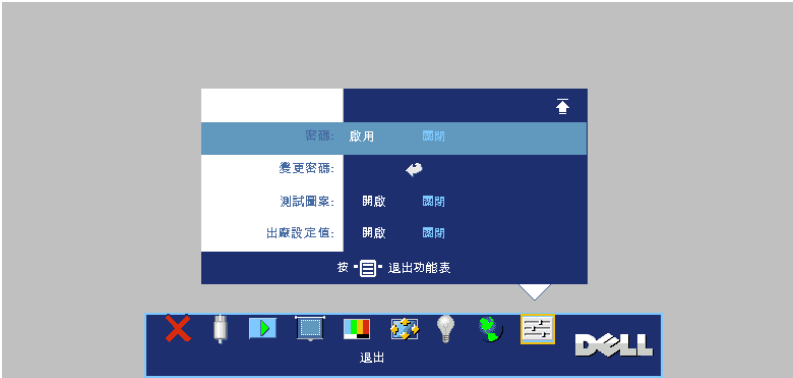 密碼: 啟用 關閉
變更密碼:
測試圖案: 開啟 關閉
出廠設定值: 開啟 關閉
按 "" 退出功能表
退出
DELL